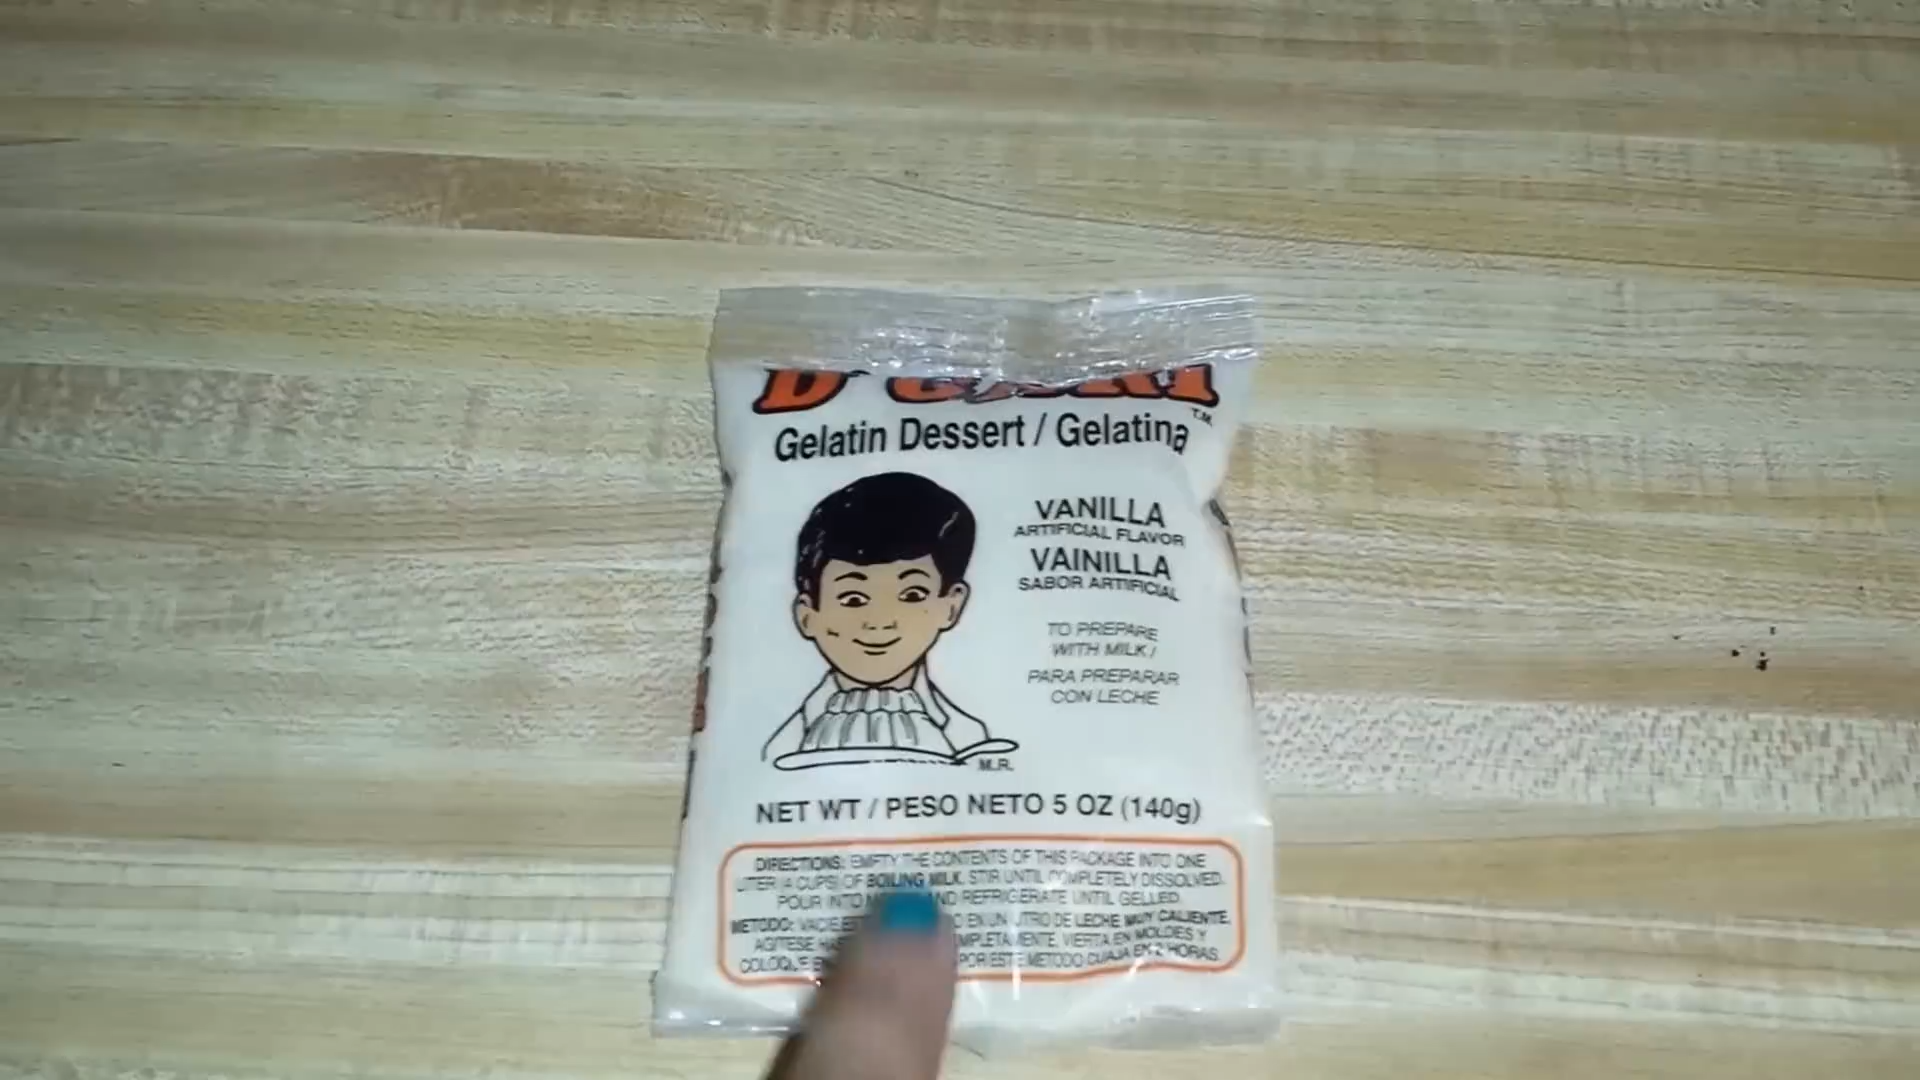 D'GARI
TM
Gelatin Dessert / Gelatina
VANILLA
ARTIFICIAL FLAVOR
VAINILLA
SABOR ARTIFICIAL
TO PREPARE
WITH MILK /
PARA PREPARAR
CON LECHE
M.R.
NET WT / PESO NETO 5 OZ (140g)
DIRECTIONS: EMPTY THE CONTENTS OF THIS PACKAGE INTO ONE
LITER (4 CUPS) OF BOILING MILK, STIR UNTIL COMPLETELY DISSOLVED,
POUR INTO AND REFRIGERATE UNTIL GELLED.
METODO: EN UN LITRO DE LECHE MUY CALIENTE,
AGITESE COMPLETAMENTE, VIERTA EN MOLDES Y
COLOQUE POR ESTE METODO CUAJA EN 2 HORAS.